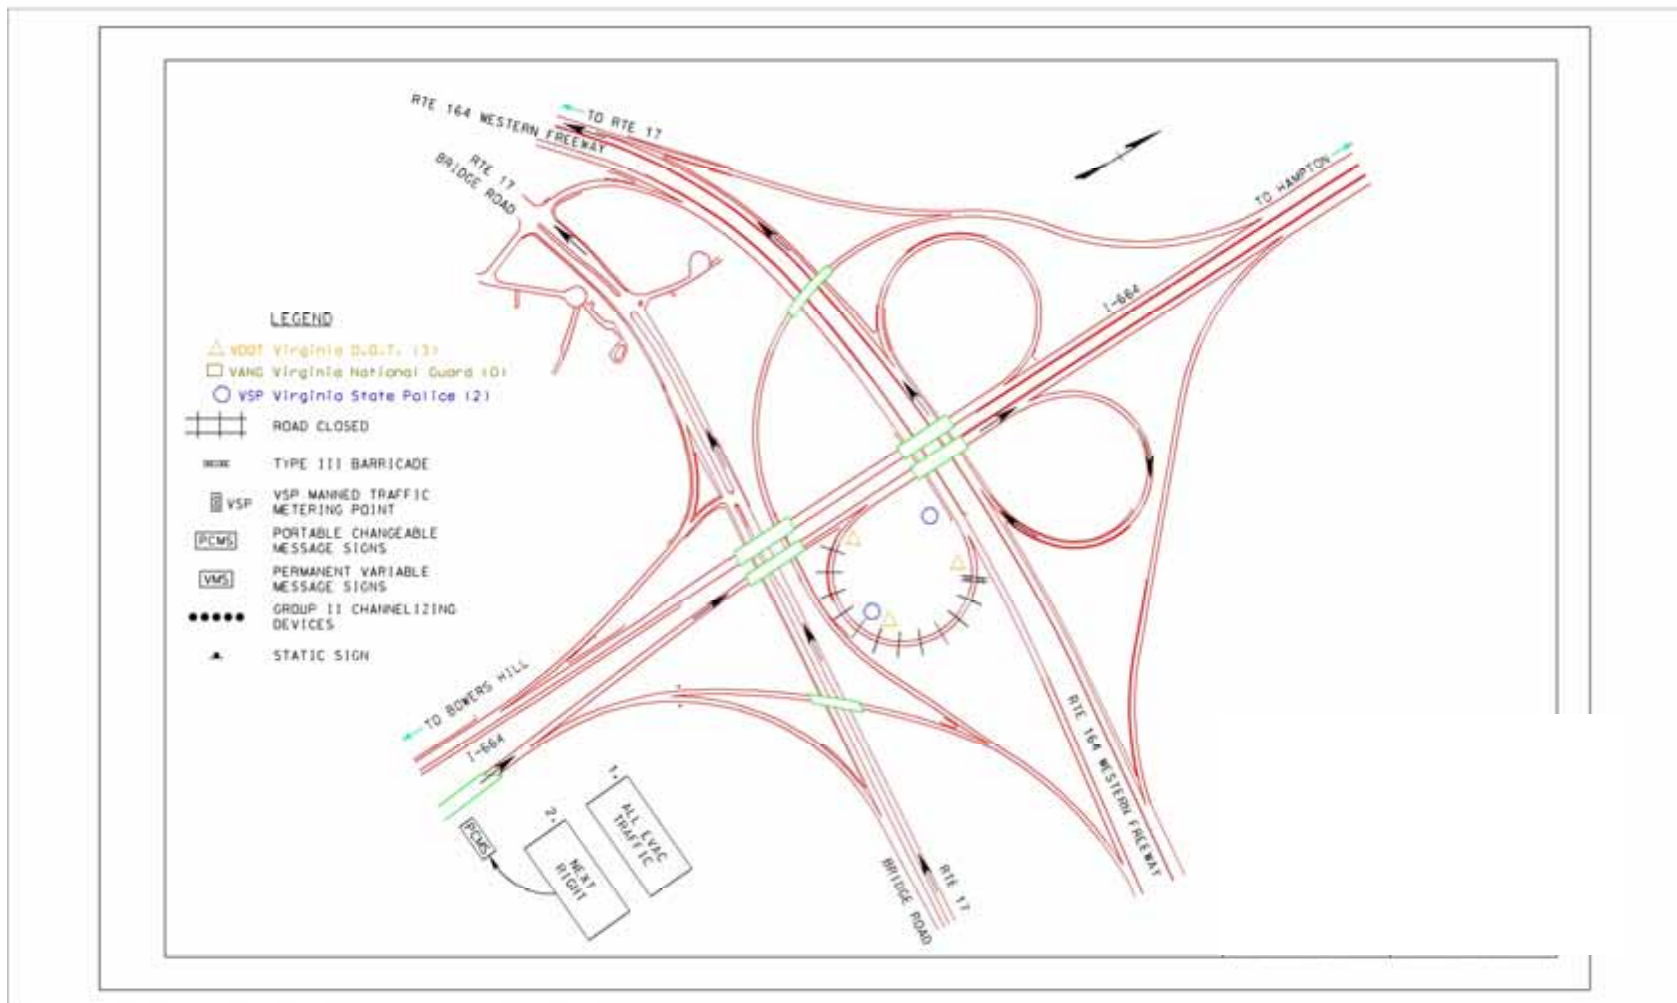 RTE 164 WESTERN FREEWAY
TO RTE 17
RTE 17
BRIDGE ROAD
TO HAMPTON
I-664
LEGEND
VDOT Virginia D.O.T. (3)
VANG Virginia National Guard (0)
VSP Virginia State Police (2)
ROAD CLOSED
TYPE III BARRICADE
VSP
VSP MANNED TRAFFIC
METERING POINT
PCMS
PORTABLE CHANGEABLE
MESSAGE SIGNS
VMS
PERMANENT VARIABLE
MESSAGE SIGNS
GROUP II CHANNELIZING
DEVICES
STATIC SIGN
TO BOWERS HILL
I-664
PCMS
1.
ALL EVAC
TRAFFIC
2.
NEXT
RIGHT
RTE 164 WESTERN FREEWAY
RTE 17
BRIDGE ROAD